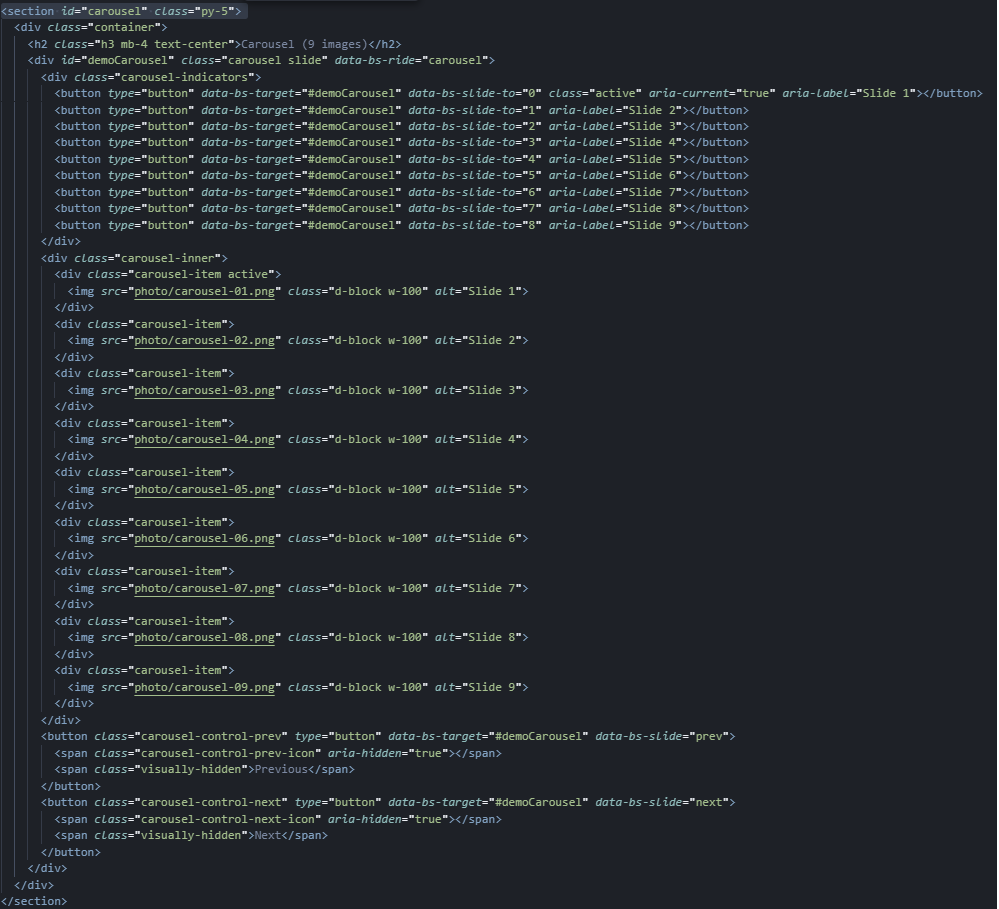 <section id="carousel" class="py-5">
<div class="container">
<h2 class="h3 mb-4 text-center">Carousel (9 images)</h2>
<div id="demoCarousel" class="carousel slide" data-bs-ride="carousel">
<div class="carousel-indicators">
<button type="button" data-bs-target="#demoCarousel" data-bs-slide-to="0" class="active" aria-current="true" aria-label="Slide 1"></button>
<button type="button" data-bs-target="#demoCarousel" data-bs-slide-to="1" aria-label="Slide 2"></button>
<button type="button" data-bs-target="#demoCarousel" data-bs-slide-to="2" aria-label="Slide 3"></button>
<button type="button" data-bs-target="#demoCarousel" data-bs-slide-to="3" aria-label="Slide 4"></button>
<button type="button" data-bs-target="#demoCarousel" data-bs-slide-to="4" aria-label="Slide 5"></button>
<button type="button" data-bs-target="#demoCarousel" data-bs-slide-to="5" aria-label="Slide 6"></button>
<button type="button" data-bs-target="#demoCarousel" data-bs-slide-to="6" aria-label="Slide 7"></button>
<button type="button" data-bs-target="#demoCarousel" data-bs-slide-to="7" aria-label="Slide 8"></button>
<button type="button" data-bs-target="#demoCarousel" data-bs-slide-to="8" aria-label="Slide 9"></button>
</div>
<div class="carousel-inner">
<div class="carousel-item active">
<img src="photo/carousel-01.png" class="d-block w-100" alt="Slide 1">
</div>
<div class="carousel-item">
<img src="photo/carousel-02.png" class="d-block w-100" alt="Slide 2">
</div>
<div class="carousel-item">
<img src="photo/carousel-03.png" class="d-block w-100" alt="Slide 3">
</div>
<div class="carousel-item">
<img src="photo/carousel-04.png" class="d-block w-100" alt="Slide 4">
</div>
<div class="carousel-item">
<img src="photo/carousel-05.png" class="d-block w-100" alt="Slide 5">
</div>
<div class="carousel-item">
<img src="photo/carousel-06.png" class="d-block w-100" alt="Slide 6">
</div>
<div class="carousel-item">
<img src="photo/carousel-07.png" class="d-block w-100" alt="Slide 7">
</div>
<div class="carousel-item">
<img src="photo/carousel-08.png" class="d-block w-100" alt="Slide 8">
</div>
<div class="carousel-item">
<img src="photo/carousel-09.png" class="d-block w-100" alt="Slide 9">
</div>
</div>
<button class="carousel-control-prev" type="button" data-bs-target="#demoCarousel" data-bs-slide="prev">
<span class="carousel-control-prev-icon" aria-hidden="true"></span>
<span class="visually-hidden">Previous</span>
</button>
<button class="carousel-control-next" type="button" data-bs-target="#demoCarousel" data-bs-slide="next">
<span class="carousel-control-next-icon" aria-hidden="true"></span>
<span class="visually-hidden">Next</span>
</button>
</div>
</div>
</section>